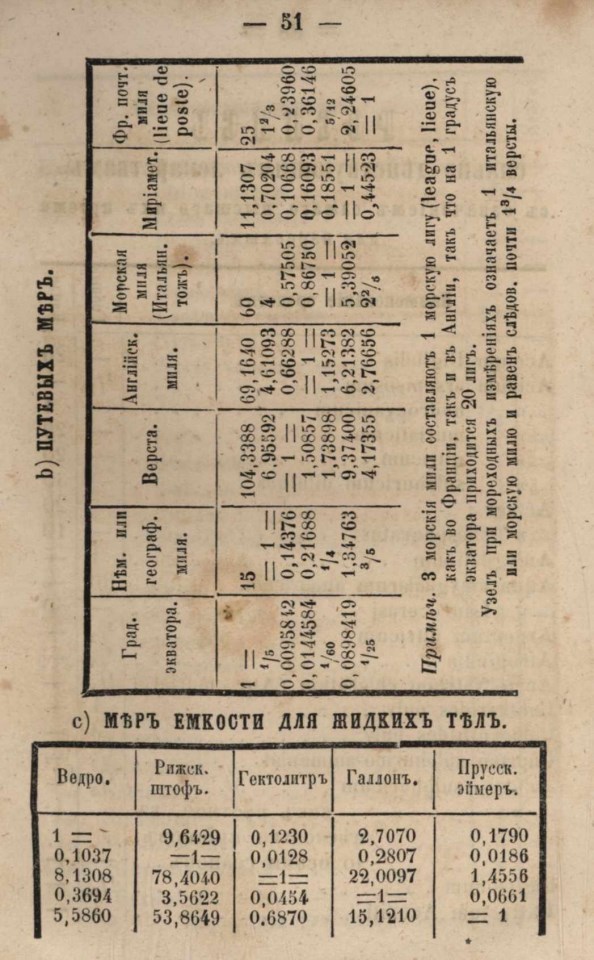 — 51 —
b) ПУТЕВЫХЪ МѢРЪ.
Град. экватора. Нѣм. или географ. миля. Верста. Англійск. миля. Морская миля (Итальян. тожъ.) Миріамет. Фр. почт. миля (lieue de poste).
1 = 15 104,3388 69,1640 60 11,1307 25
1/5 = 1 = 6,95592 4,61093 4 0,70204 1 2/3
0,0095842 0,14376 = 1 = 0,66288 0,57505 0,10668 0,23960
0,0144584 0,21688 1,50857 = 1 = 0,86750 0,16093 0,36146
1/60 1/4 1,73898 1,15273 = 1 = 0,18551 5/12
0,0898419 1,34763 9,37400 6,21382 5,39052 = 1 = 2,24605
1/25 3/5 4,17355 2,76656 2 2/5 0,44523 = 1
Примѣч. 3 морскія мили составляютъ 1 морскую лигу (league, lieue),
какъ во Франціи, такъ и въ Англіи, такъ что на 1 градусъ
экватора приходится 20 лигъ.
Узелъ при мореходныхъ измѣреніяхъ означаетъ 1 итальянскую
или морскую милю и равенъ слѣдов. почти 1 3/4 версты.
c) МѢРЪ ЕМКОСТИ ДЛЯ ЖИДКИХЪ ТѢЛЪ.
Ведро. Рижск. штофъ. Гектолитръ Галлонъ. Прусск. эймеръ.
1 = 9,6429 0,1230 2,7070 0,1790
0,1037 =1= 0,0128 0,2807 0,0186
8,1308 78,4040 =1= 22,0097 1,4556
0,3694 3,5622 0,0454 =1= 0,0661
5,5860 53,8649 0,6870 15,1210 = 1